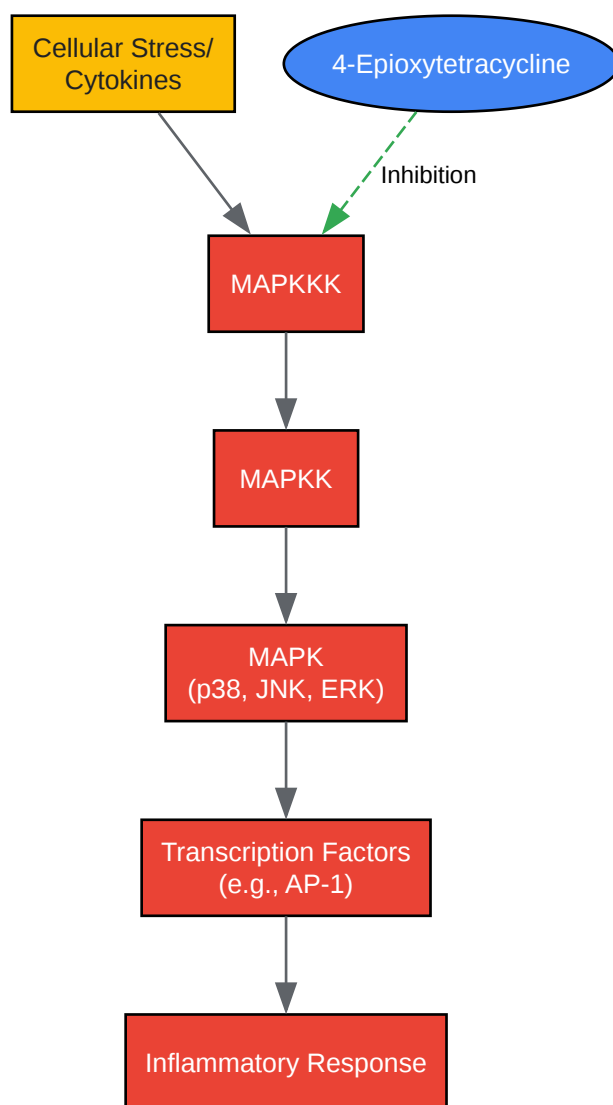 Cellular Stress/
Cytokines
4-Epioxytetracycline
Inhibition
MAPKKK
MAPKK
MAPK
(p38, JNK, ERK)
Transcription Factors
(e.g., AP-1)
Inflammatory Response